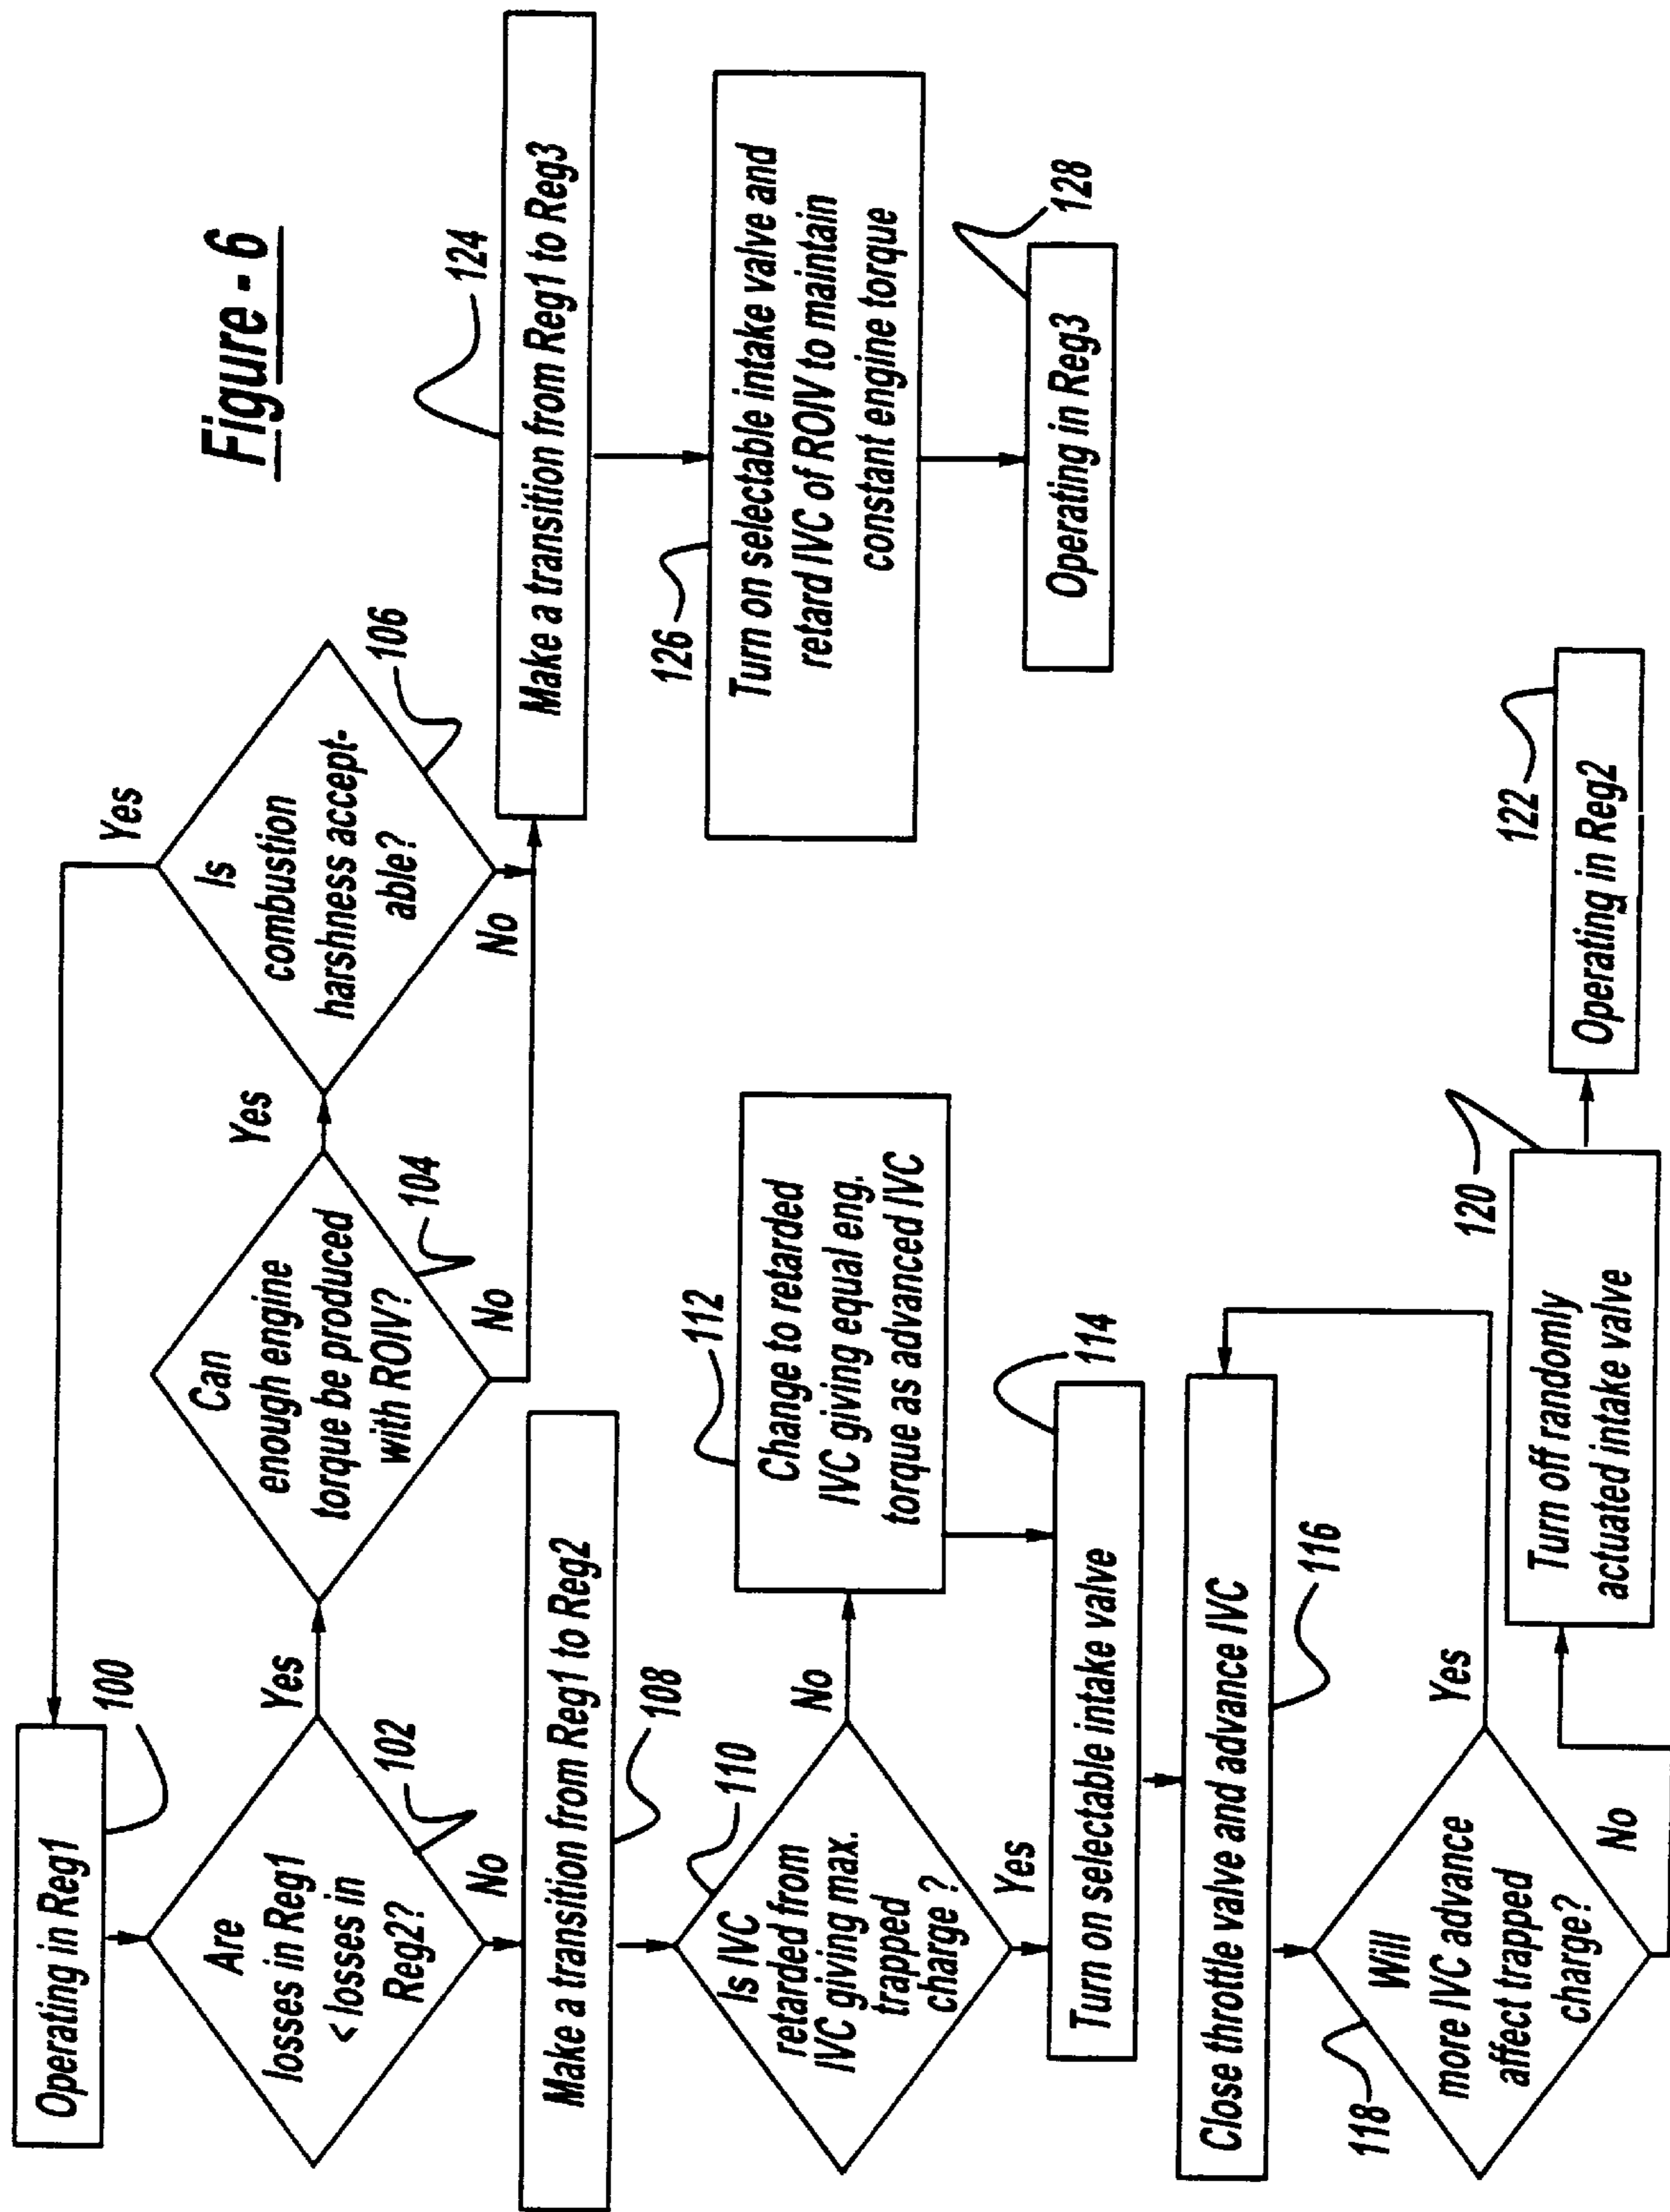 Figure - 6
Operating in Reg1
100
Are
losses in Reg1
< losses in
Reg2?
102
Yes
No
Can
enough engine
torque be produced
with ROIV?
104
Yes
No
Is
combustion
harshness accept-
able?
106
Yes
No
Make a transition from Reg1 to Reg2
108
Make a transition from Reg1 to Reg3
124
Is IVC
retarded from
IVC giving max.
trapped
charge ?
110
No
Yes
Change to retarded
IVC giving equal eng.
torque as advanced IVC
112
Turn on selectable intake valve and
retard IVC of ROIV to maintain
constant engine torque
126
Operating in Reg3
128
Turn on selectable intake valve
114
Close throttle valve and advance IVC
116
Will
more IVC advance
affect trapped
charge?
118
Yes
No
Turn off randomly
actuated intake valve
120
Operating in Reg2
122